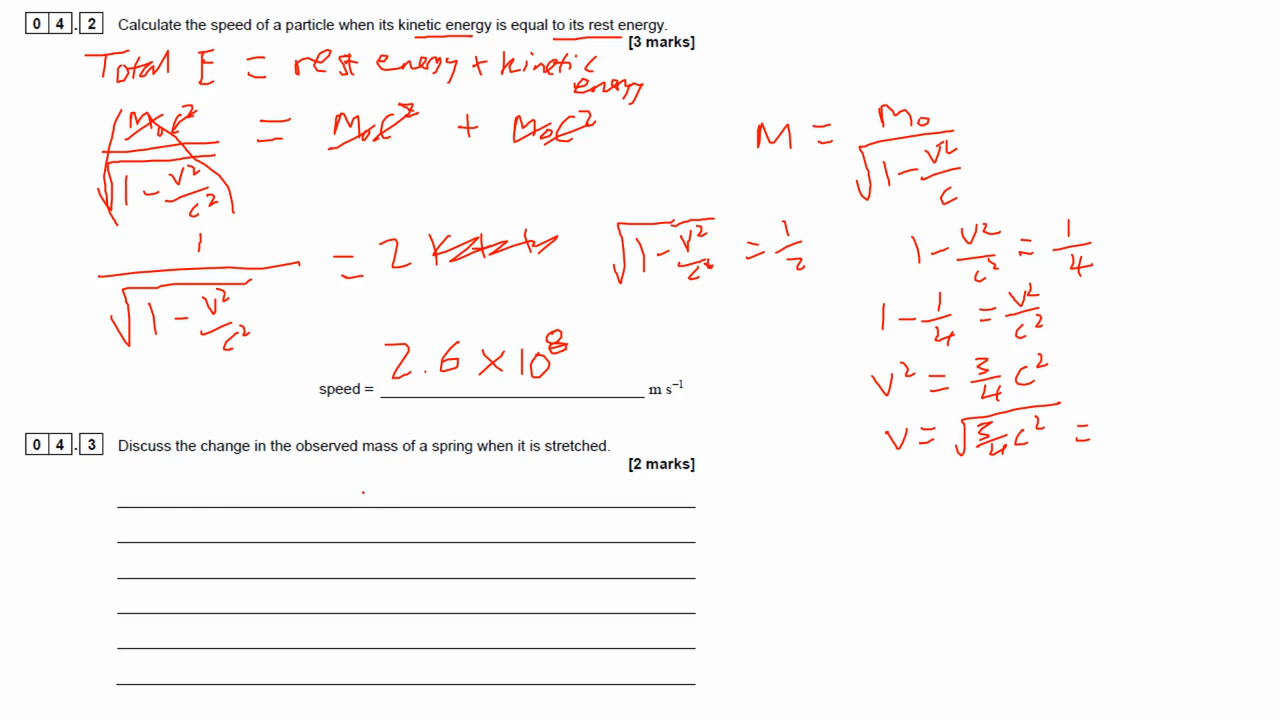 04.2 Calculate the speed of a particle when its kinetic energy is equal to its rest energy.
[3 marks]
Total E = rest energy + kinetic
energy
M₀c² / √(1 - v²/c²) = M₀c² + M₀c²
M = M₀ / √(1 - v²/c)
1 / √(1 - v²/c²) = 2
√(1 - v²/c²) = 1/2
1 - v²/c² = 1/4
1 - 1/4 = v²/c²
v² = 3/4 c²
v = √(3/4 c²) =
speed = 2.6 × 10⁸ m s⁻¹
04.3 Discuss the change in the observed mass of a spring when it is stretched.
[2 marks]